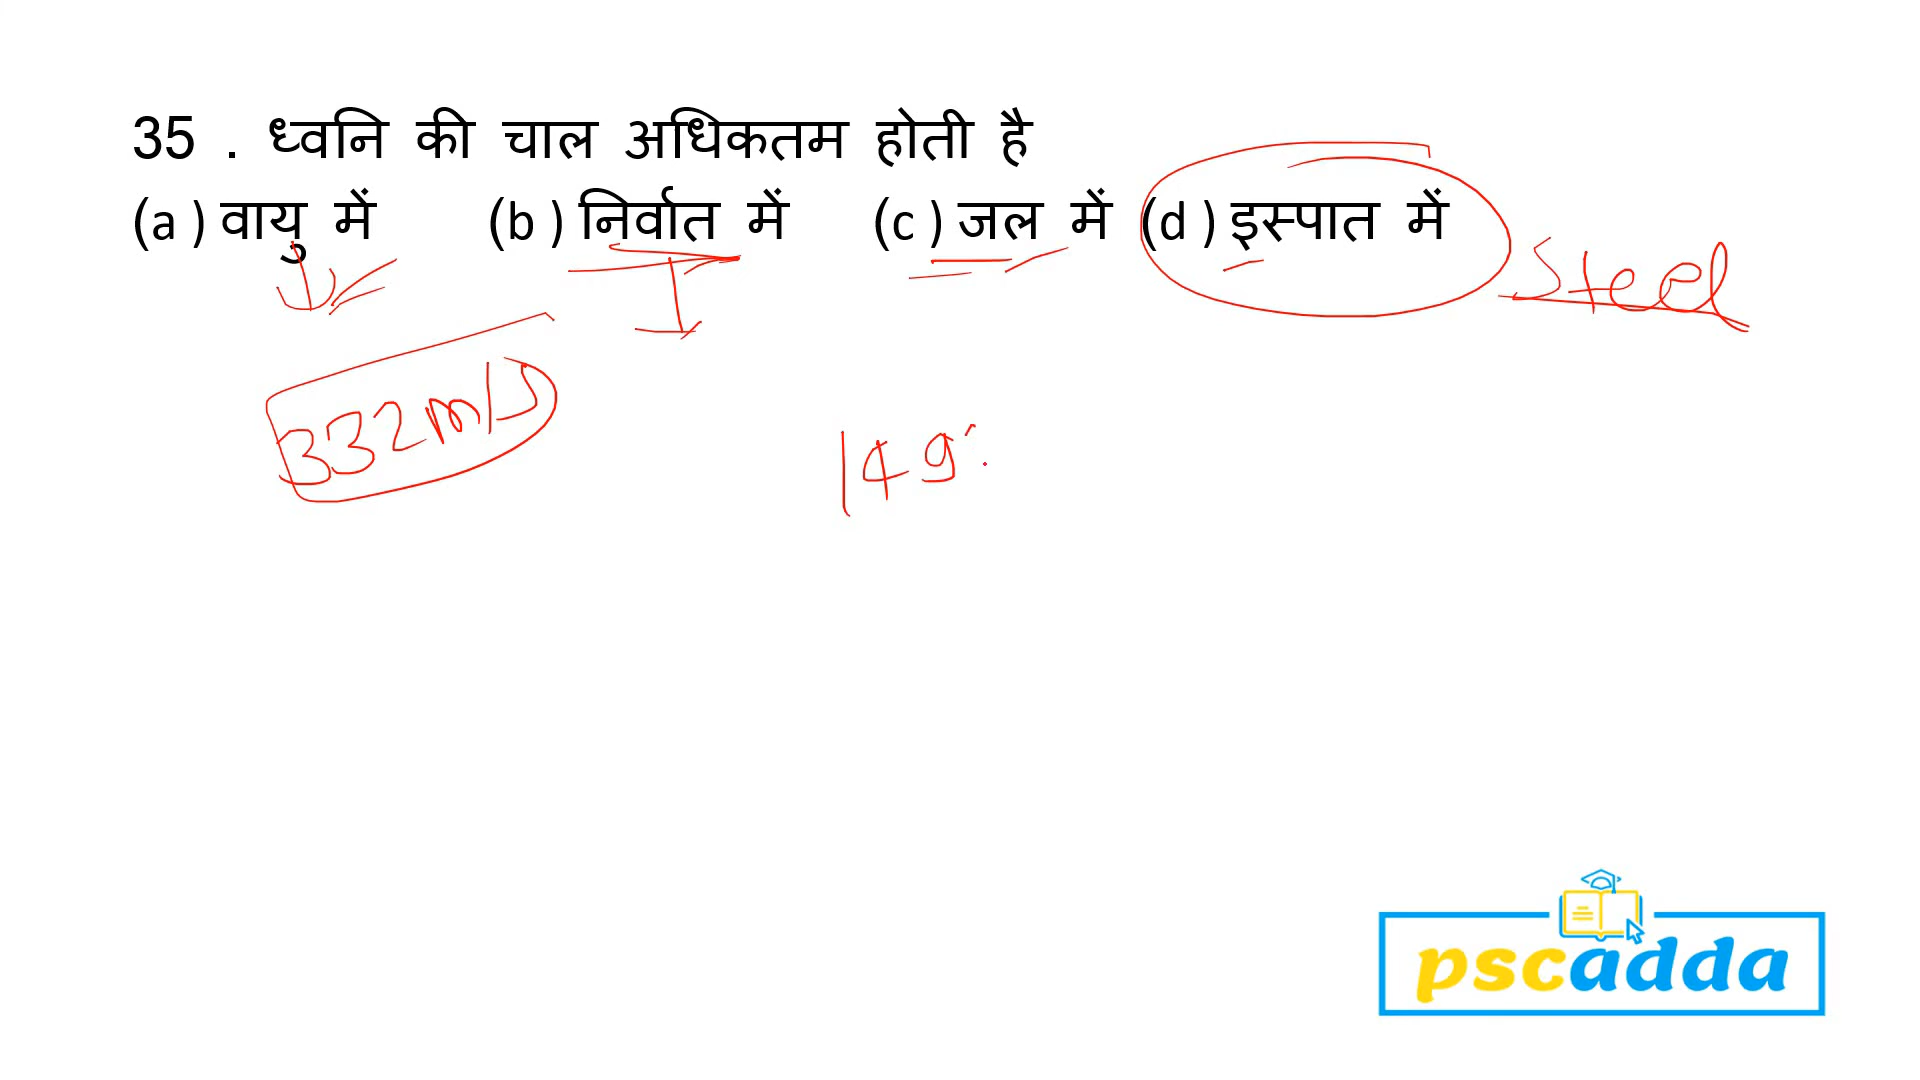 35 . ध्वनि की चाल अधिकतम होती है
(a ) वायु में (b ) निर्वात में (c ) जल में (d ) इस्पात में
Steel
332m/s
149
pscadda